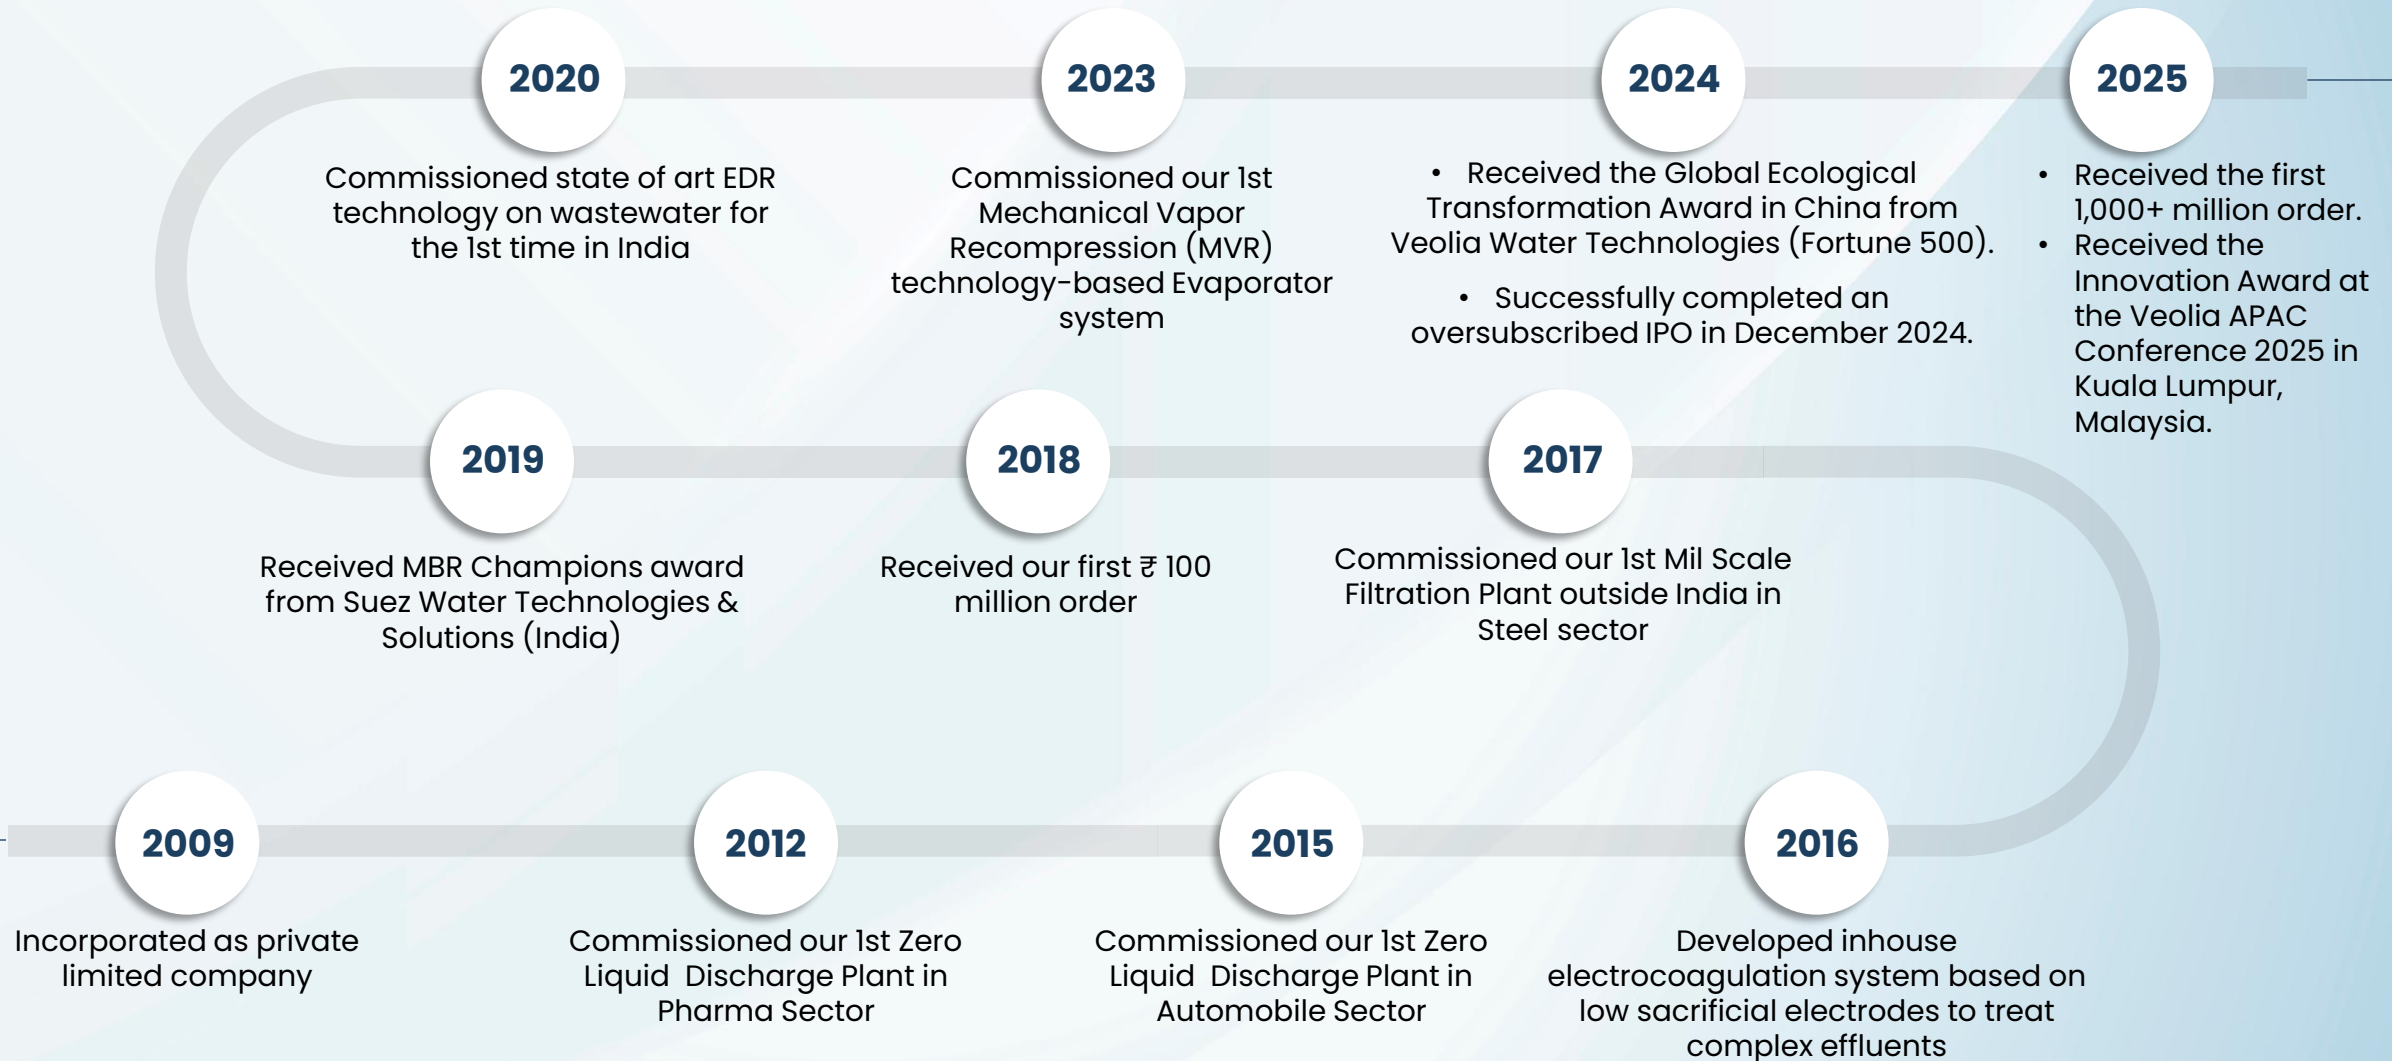 2020
Commissioned state of art EDR
technology on wastewater for
the 1st time in India
2023
Commissioned our 1st
Mechanical Vapor
Recompression (MVR)
technology-based Evaporator
system
2024
• Received the Global Ecological
Transformation Award in China from
Veolia Water Technologies (Fortune 500).
• Successfully completed an
oversubscribed IPO in December 2024.
2025
• Received the first
1,000+ million order.
• Received the
Innovation Award at
the Veolia APAC
Conference 2025 in
Kuala Lumpur,
Malaysia.
2019
Received MBR Champions award
from Suez Water Technologies &
Solutions (India)
2018
Received our first ₹ 100
million order
2017
Commissioned our 1st Mil Scale
Filtration Plant outside India in
Steel sector
2009
Incorporated as private
limited company
2012
Commissioned our 1st Zero
Liquid Discharge Plant in
Pharma Sector
2015
Commissioned our 1st Zero
Liquid Discharge Plant in
Automobile Sector
2016
Developed inhouse
electrocoagulation system based on
low sacrificial electrodes to treat
complex effluents